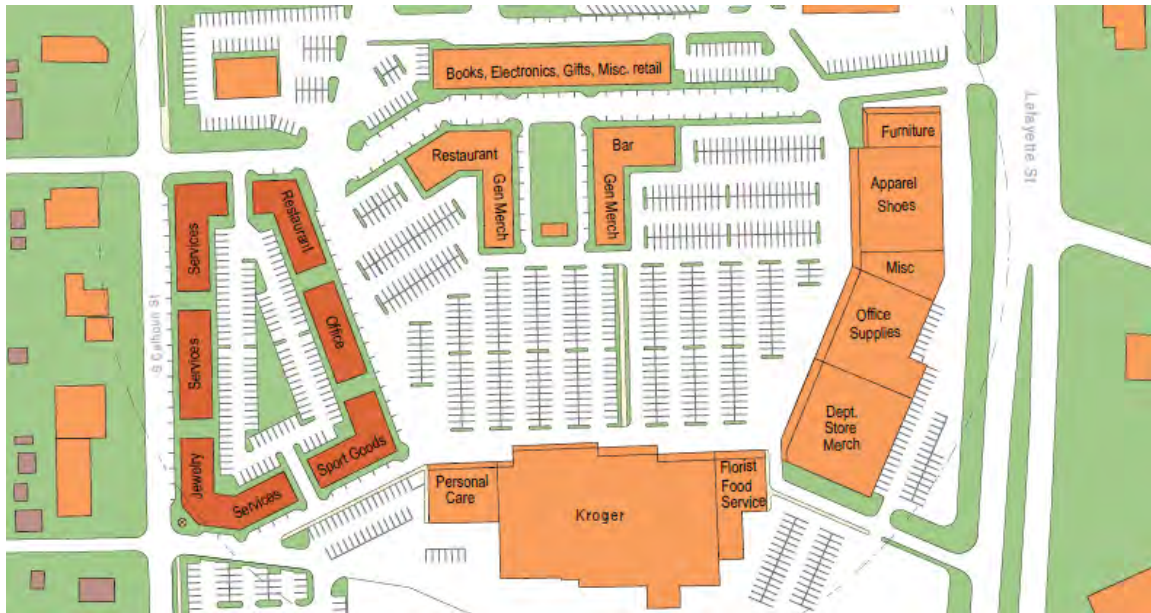 Books, Electronics, Gifts, Misc. retail
Lafayette St
Furniture
Restaurant
Bar
Gen Merch
Gen Merch
Apparel
Shoes
Services
Restaurant
Misc
S Calhoun St
Office
Supplies
Services
Office
Dept.
Store
Merch
Jewelry
Services
Sport Goods
Personal
Care
Kroger
Florist
Food
Service